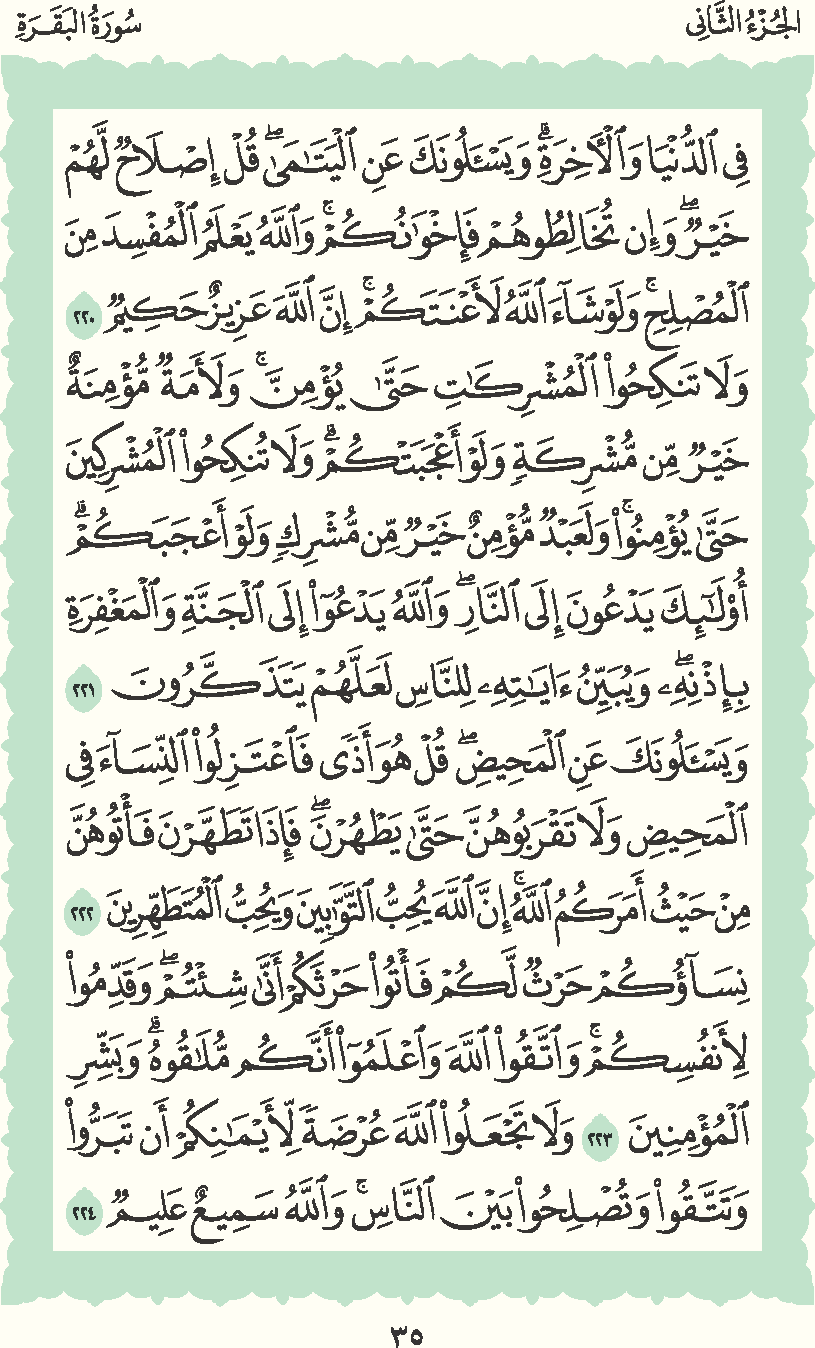 الجُزْءُ الثَّانِي
سُورَةُ البَقَرَةِ
فِي ٱلدُّنْيَا وَٱلْأٓخِرَةِۗ وَيَسْـَٔلُونَكَ عَنِ ٱلْيَتَٰمَىٰۖ قُلْ إِصْلَاحٌ لَّهُمْ
خَيْرٌۖ وَإِن تُخَالِطُوهُمْ فَإِخْوَٰنُكُمْۚ وَٱللَّهُ يَعْلَمُ ٱلْمُفْسِدَ مِنَ
ٱلْمُصْلِحِۚ وَلَوْ شَآءَ ٱللَّهُ لَأَعْنَتَكُمْۚ إِنَّ ٱللَّهَ عَزِيزٌ حَكِيمٌ ٢٢٠
وَلَا تَنكِحُوا۟ ٱلْمُشْرِكَٰتِ حَتَّىٰ يُؤْمِنَّۚ وَلَأَمَةٌ مُّؤْمِنَةٌ
خَيْرٌ مِّن مُّشْرِكَةٍ وَلَوْ أَعْجَبَتْكُمْۗ وَلَا تُنكِحُوا۟ ٱلْمُشْرِكِينَ
حَتَّىٰ يُؤْمِنُوا۟ۚ وَلَعَبْدٌ مُّؤْمِنٌ خَيْرٌ مِّن مُّشْرِكٍ وَلَوْ أَعْجَبَكُمْۗ
أُو۟لَٰٓئِكَ يَدْعُونَ إِلَى ٱلنَّارِۖ وَٱللَّهُ يَدْعُوٓا۟ إِلَى ٱلْجَنَّةِ وَٱلْمَغْفِرَةِ
بِإِذْنِهِۦۖ وَيُبَيِّنُ ءَايَٰتِهِۦ لِلنَّاسِ لَعَلَّهُمْ يَتَذَكَّرُونَ ٢٢١
وَيَسْـَٔلُونَكَ عَنِ ٱلْمَحِيضِۖ قُلْ هُوَ أَذًى فَٱعْتَزِلُوا۟ ٱلنِّسَآءَ فِي
ٱلْمَحِيضِ وَلَا تَقْرَبُوهُنَّ حَتَّىٰ يَطْهُرْنَۖ فَإِذَا تَطَهَّرْنَ فَأْتُوهُنَّ
مِنْ حَيْثُ أَمَرَكُمُ ٱللَّهُۚ إِنَّ ٱللَّهَ يُحِبُّ ٱلتَّوَّٰبِينَ وَيُحِبُّ ٱلْمُتَطَهِّرِينَ ٢٢٢
نِسَآؤُكُمْ حَرْثٌ لَّكُمْ فَأْتُوا۟ حَرْثَكُمْ أَنَّىٰ شِئْتُمْۖ وَقَدِّمُوا۟
لِأَنفُسِكُمْۚ وَٱتَّقُوا۟ ٱللَّهَ وَٱعْلَمُوٓا۟ أَنَّكُم مُّلَٰقُوهُۗ وَبَشِّرِ
ٱلْمُؤْمِنِينَ ٢٢٣ وَلَا تَجْعَلُوا۟ ٱللَّهَ عُرْضَةً لِّأَيْمَٰنِكُمْ أَن تَبَرُّوا۟
وَتَتَّقُوا۟ وَتُصْلِحُوا۟ بَيْنَ ٱلنَّاسِۚ وَٱللَّهُ سَمِيعٌ عَلِيمٌ ٢٢٤
٣٥